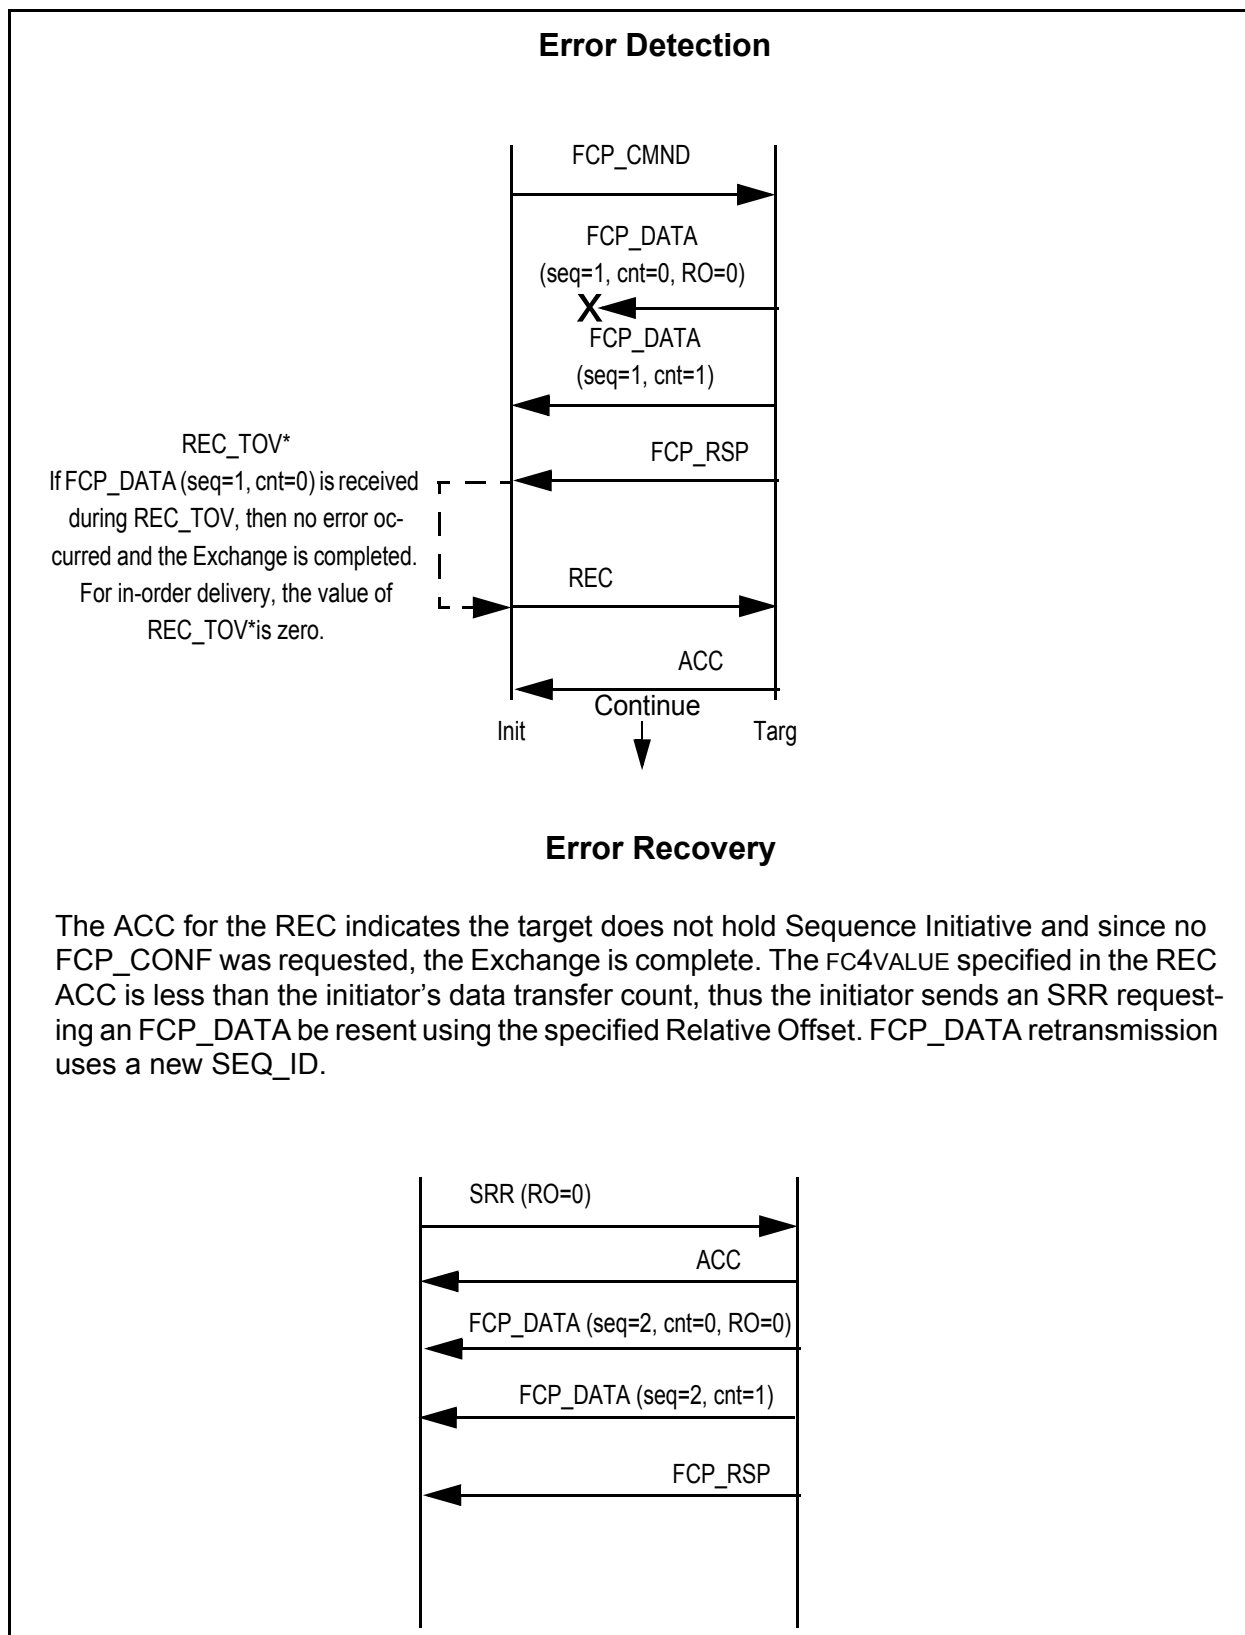 Error Detection
FCP_CMND
FCP_DATA
(seq=1, cnt=0, RO=0)
X
FCP_DATA
(seq=1, cnt=1)
FCP_RSP
REC_TOV*
If FCP_DATA (seq=1, cnt=0) is received
during REC_TOV, then no error oc-
curred and the Exchange is completed.
For in-order delivery, the value of
REC_TOV*is zero.
REC
ACC
Continue
Init
Targ
Error Recovery
The ACC for the REC indicates the target does not hold Sequence Initiative and since no
FCP_CONF was requested, the Exchange is complete. The FC4VALUE specified in the REC
ACC is less than the initiator's data transfer count, thus the initiator sends an SRR request-
ing an FCP_DATA be resent using the specified Relative Offset. FCP_DATA retransmission
uses a new SEQ_ID.
SRR (RO=0)
ACC
FCP_DATA (seq=2, cnt=0, RO=0)
FCP_DATA (seq=2, cnt=1)
FCP_RSP